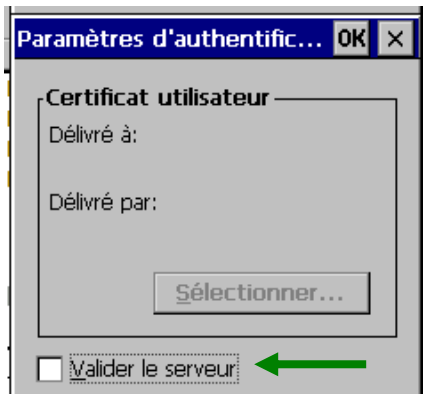 Paramètres d'authentific... OK ×
Certificat utilisateur
Délivré à:
Délivré par:
Sélectionner...
Valider le serveur